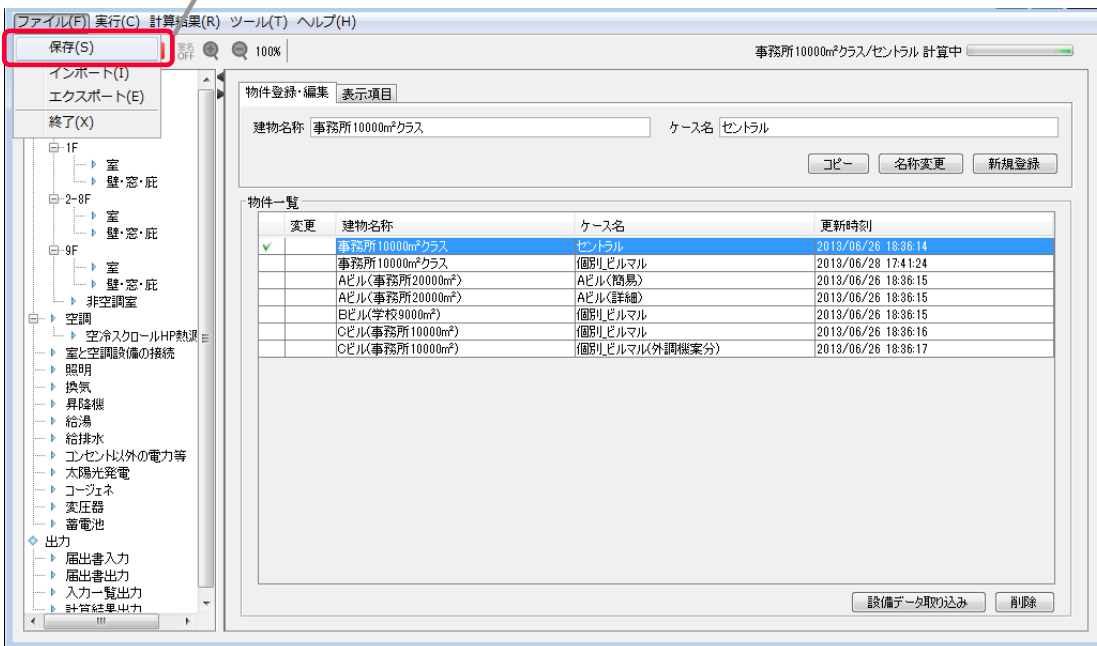 ファイル(F) 実行(C) 計算結果(R) ツール(T) ヘルプ(H)
保存(S)
インポート(I)
エクスポート(E)
終了(X)
室名 OFF
100%
事務所10000m²クラス/セントラル 計算中
1F
室
壁・窓・庇
2-8F
室
壁・窓・庇
9F
室
壁・窓・庇
非空調室
空調
空冷スクロールHP熱源
室と空調設備の接続
照明
換気
昇降機
給湯
給排水
コンセント以外の電力等
太陽光発電
コージェネ
変圧器
蓄電池
出力
届出書入力
届出書出力
入力一覧出力
計算結果出力
物件登録・編集 表示項目
建物名称 事務所10000m²クラス ケース名 セントラル
コピー 名称変更 新規登録
物件一覧
変更 建物名称 ケース名 更新時刻
事務所10000m²クラス セントラル 2013/06/26 18:36:14
事務所10000m²クラス 個別_ビルマル 2013/06/28 17:41:24
Aビル(事務所20000m²) Aビル(簡易) 2013/06/26 18:36:15
Aビル(事務所20000m²) Aビル(詳細) 2013/06/26 18:36:15
Bビル(学校9000m²) 個別_ビルマル 2013/06/26 18:36:15
Cビル(事務所10000m²) 個別_ビルマル 2013/06/26 18:36:16
Cビル(事務所10000m²) 個別_ビルマル(外調機案分) 2013/06/26 18:36:17
設備データ取り込み 削除